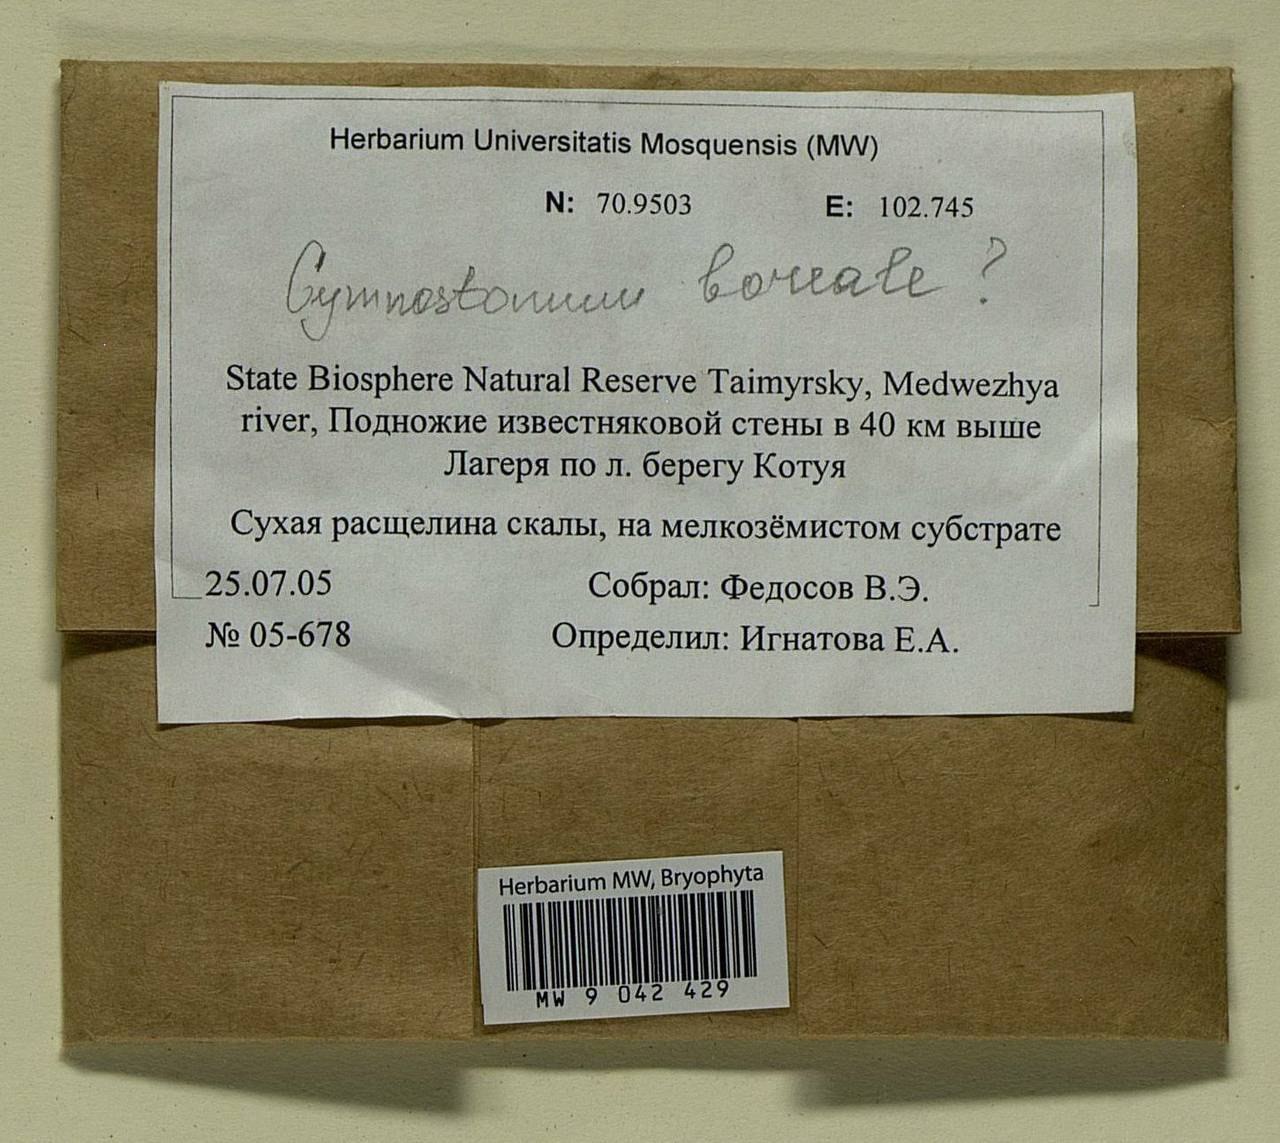 Herbarium Universitatis Mosquensis (MW)
N: 70.9503 E: 102.745
Gymnostomum boreale ?
State Biosphere Natural Reserve Taimyrsky, Medwezhya
river, Подножие известняковой стены в 40 км выше
Лагеря по л. берегу Котуя
Сухая расщелина скалы, на мелкозёмистом субстрате
25.07.05 Собрал: Федосов В.Э.
№ 05-678 Определил: Игнатова Е.А.
Herbarium MW, Bryophyta
MW 9 042 429